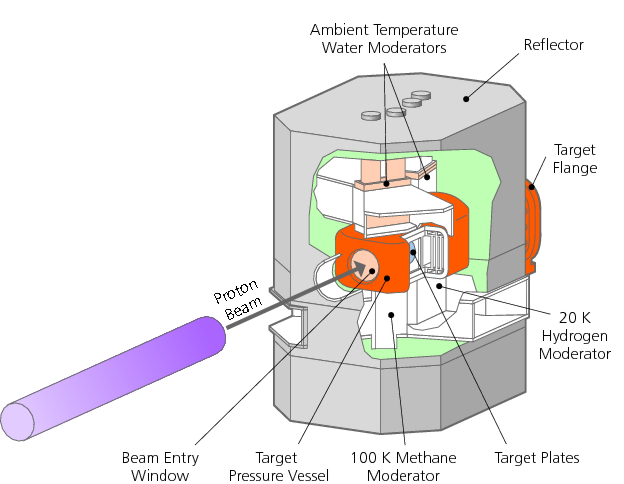 Ambient Temperature
Water Moderators
Reflector
Target
Flange
Proton
Beam
20 K
Hydrogen
Moderator
Beam Entry
Window
Target
Pressure Vessel
100 K Methane
Moderator
Target Plates